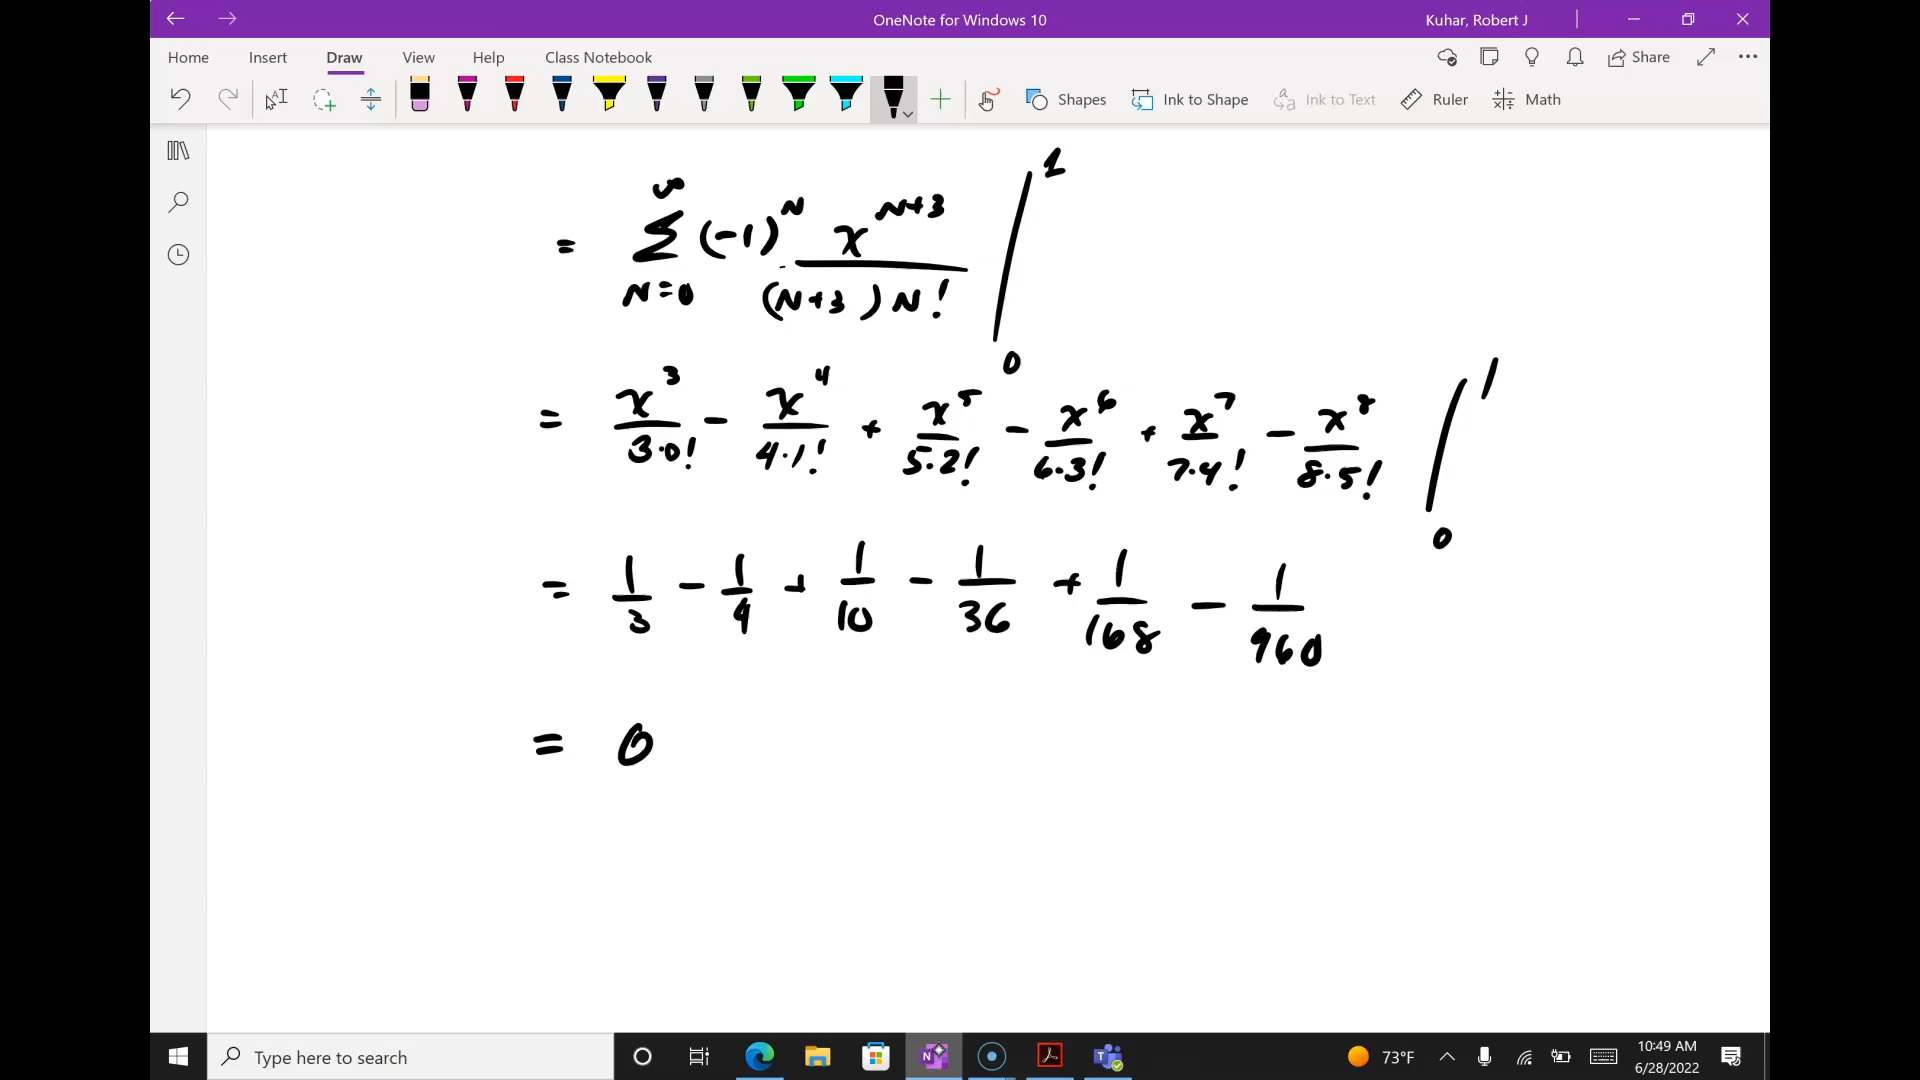 OneNote for Windows 10
Kuhar, Robert J
Home Insert Draw View Help Class Notebook Share
Shapes Ink to Shape Ink to Text Ruler Math
= ∞ Σ N=0 (-1)^N x^(N+3) / (N+3)N! | 1 0
= x^3/3·0! - x^4/4·1! + x^5/5·2! - x^6/6·3! + x^7/7·4! - x^8/8·5! | 1 0
= 1/3 - 1/4 + 1/10 - 1/36 + 1/168 - 1/960
= 0
Type here to search
73°F
10:49 AM
6/28/2022